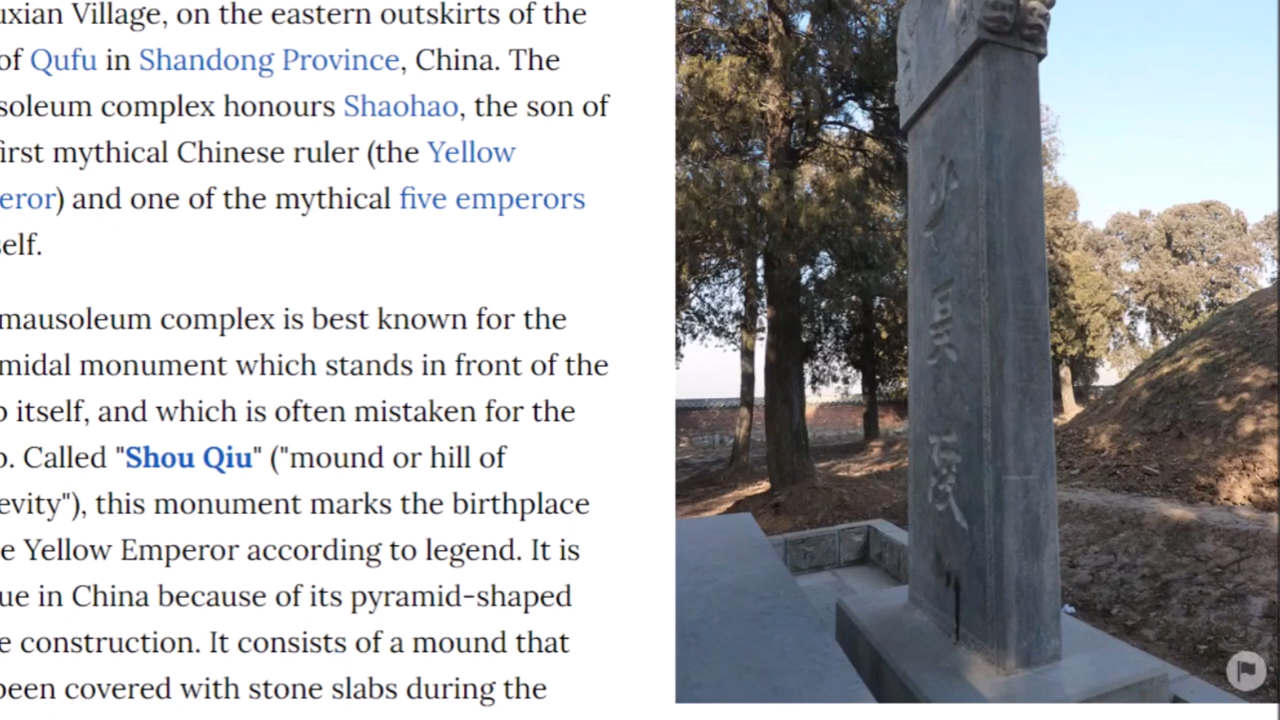 uxian Village, on the eastern outskirts of the
of Qufu in Shandong Province, China. The
soleum complex honours Shaohao, the son of
first mythical Chinese ruler (the Yellow
eror) and one of the mythical five emperors
self.
mausoleum complex is best known for the
midal monument which stands in front of the
itself, and which is often mistaken for the
Called "Shou Qiu" ("mound or hill of
evity"), this monument marks the birthplace
e Yellow Emperor according to legend. It is
ue in China because of its pyramid-shaped
e construction. It consists of a mound that
been covered with stone slabs during the
少昊陵